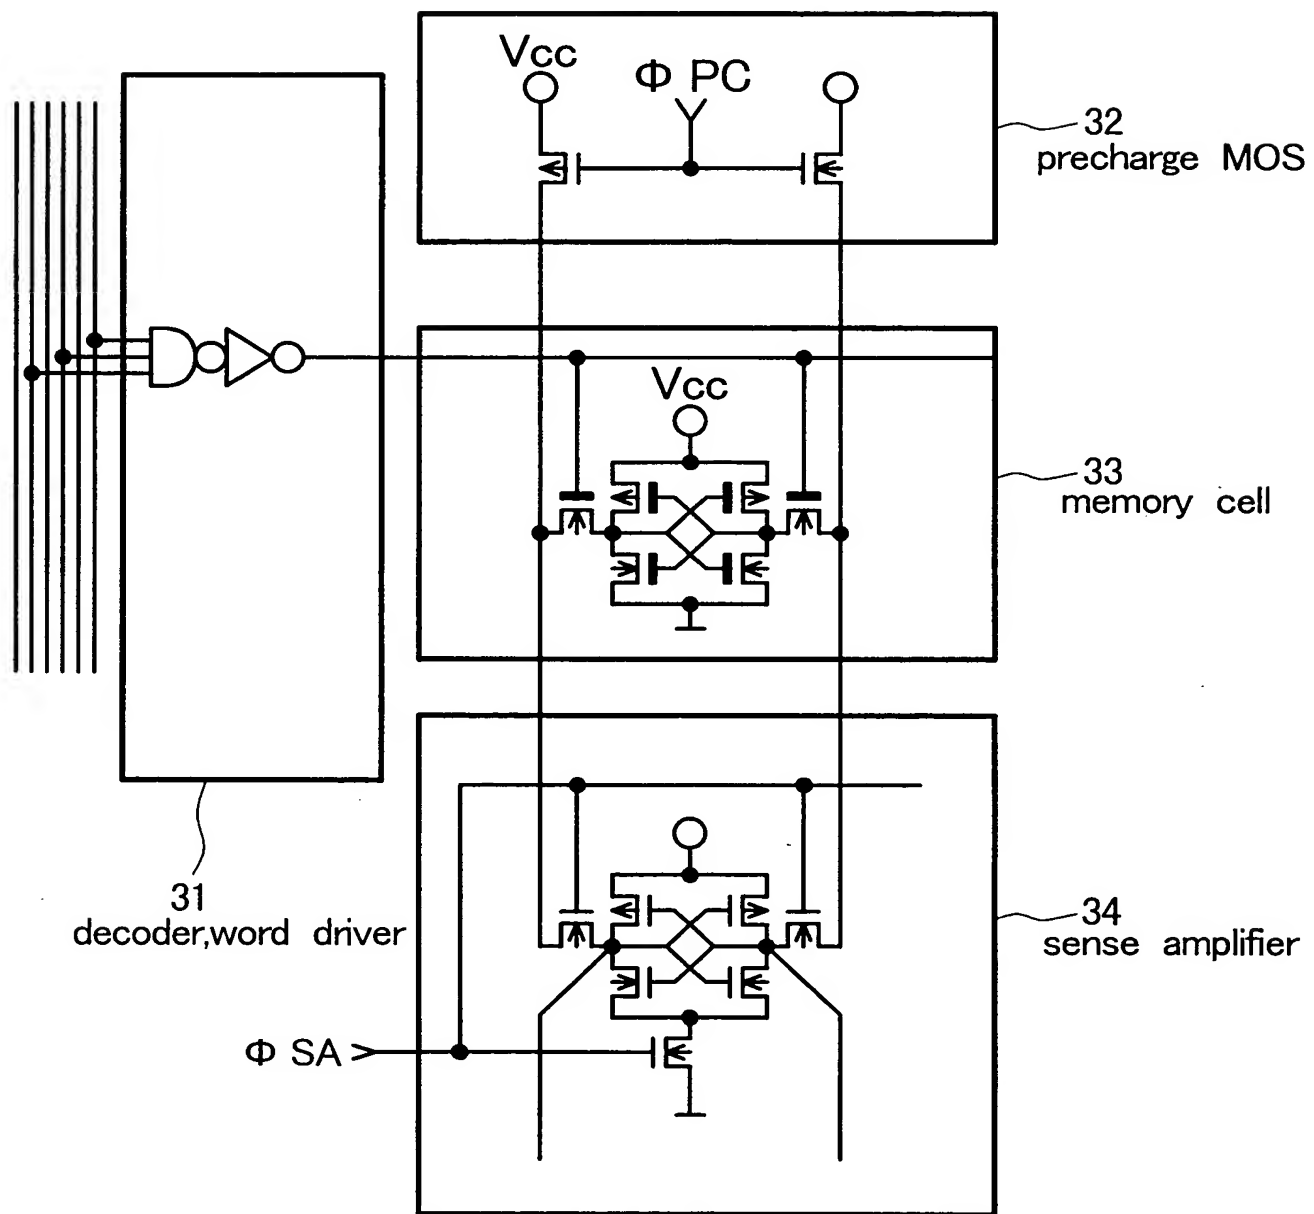 Vcc
Φ PC
32
precharge MOS
Vcc
33
memory cell
31
decoder,word driver
34
sense amplifier
Φ SA